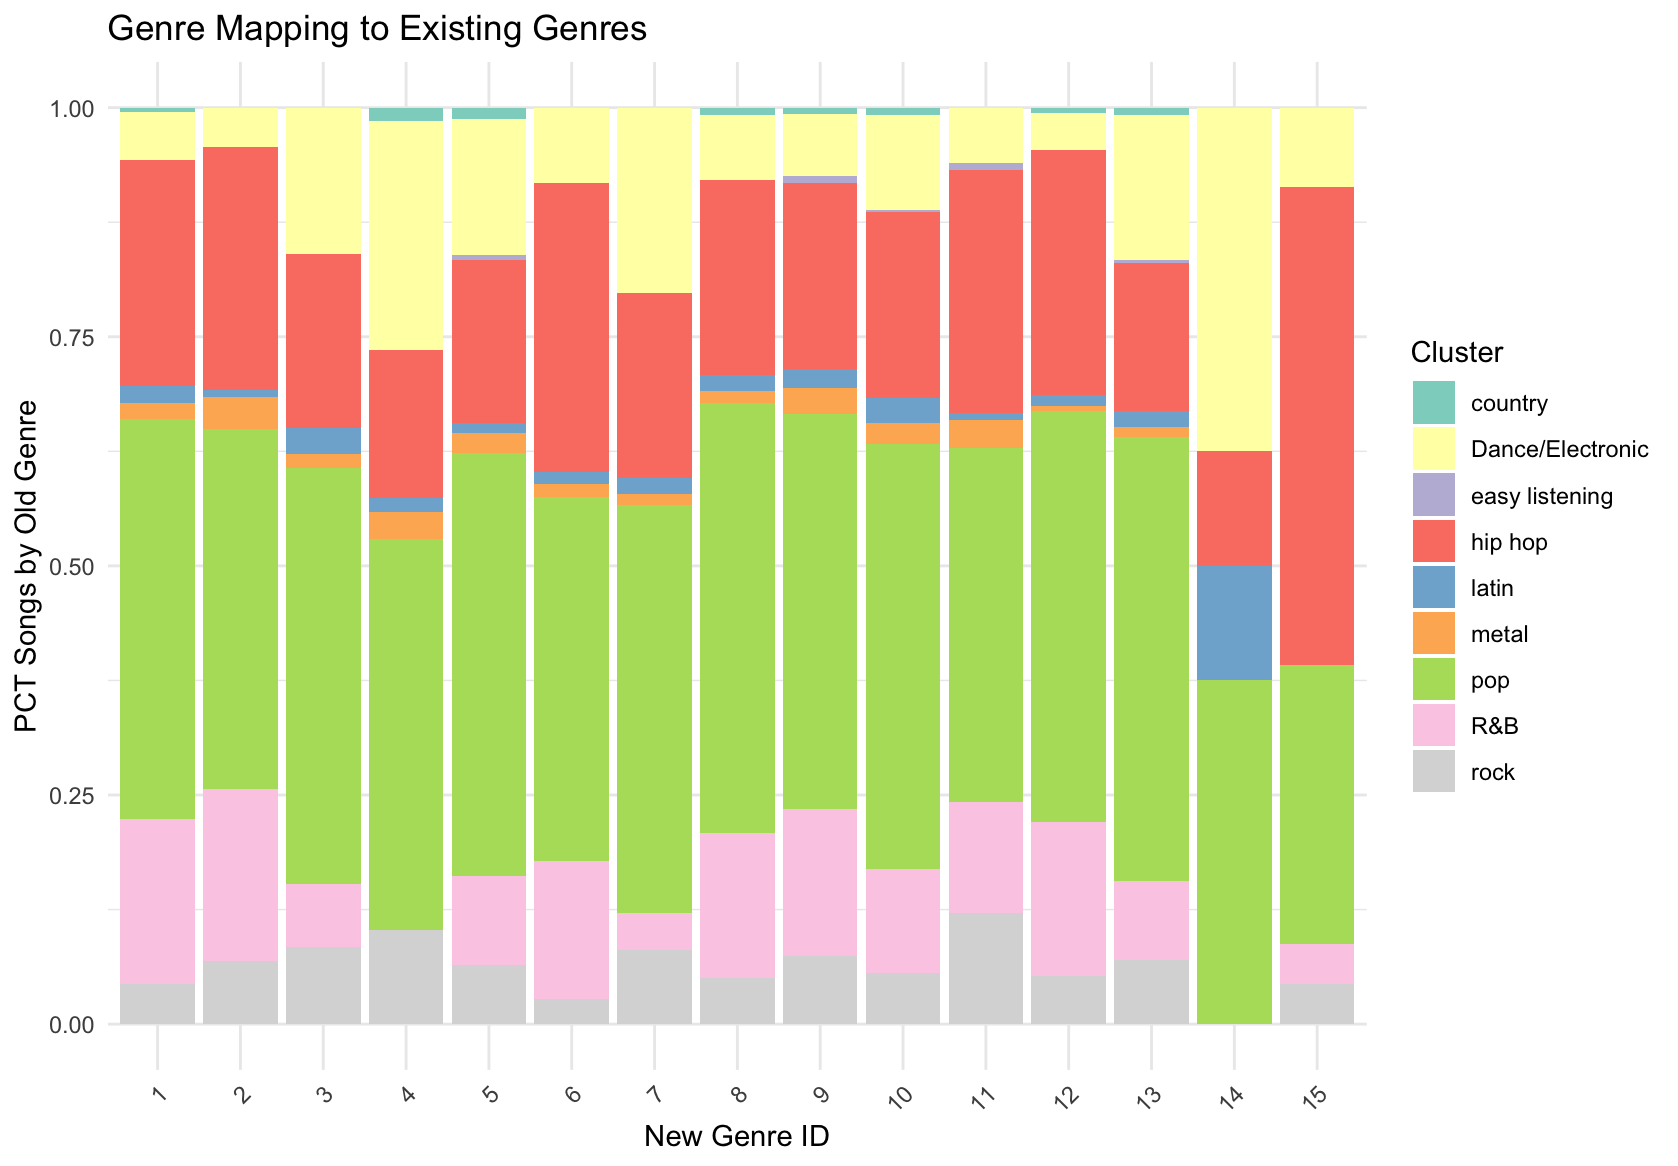 Genre Mapping to Existing Genres
PCT Songs by Old Genre
1.00
0.75
0.50
0.25
0.00
1
2
3
4
5
6
7
8
9
10
11
12
13
14
15
New Genre ID
Cluster
country
Dance/Electronic
easy listening
hip hop
latin
metal
pop
R&B
rock